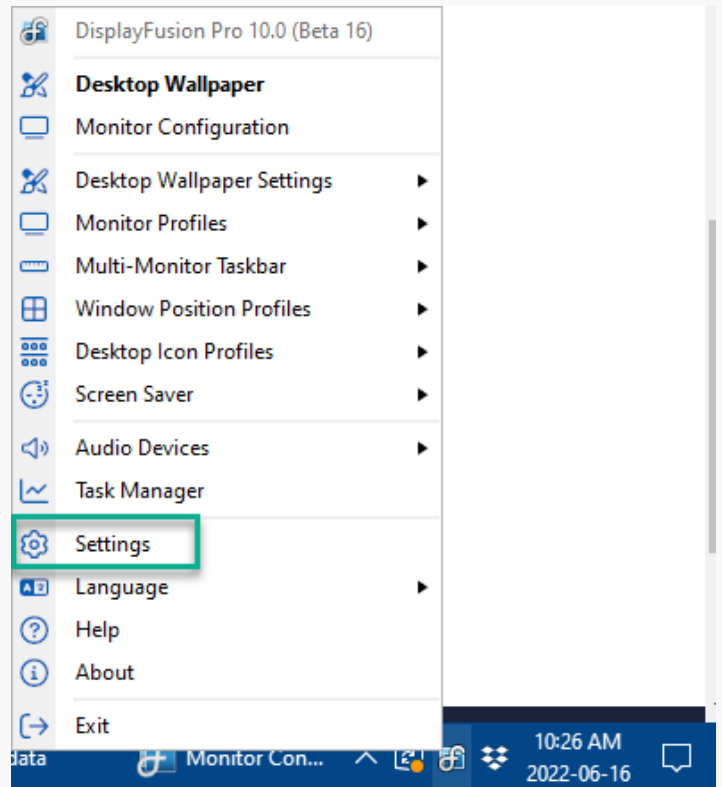 DisplayFusion Pro 10.0 (Beta 16)
Desktop Wallpaper
Monitor Configuration
Desktop Wallpaper Settings
Monitor Profiles
Multi-Monitor Taskbar
Window Position Profiles
Desktop Icon Profiles
Screen Saver
Audio Devices
Task Manager
Settings
Language
Help
About
Exit
data
Monitor Con...
10:26 AM
2022-06-16